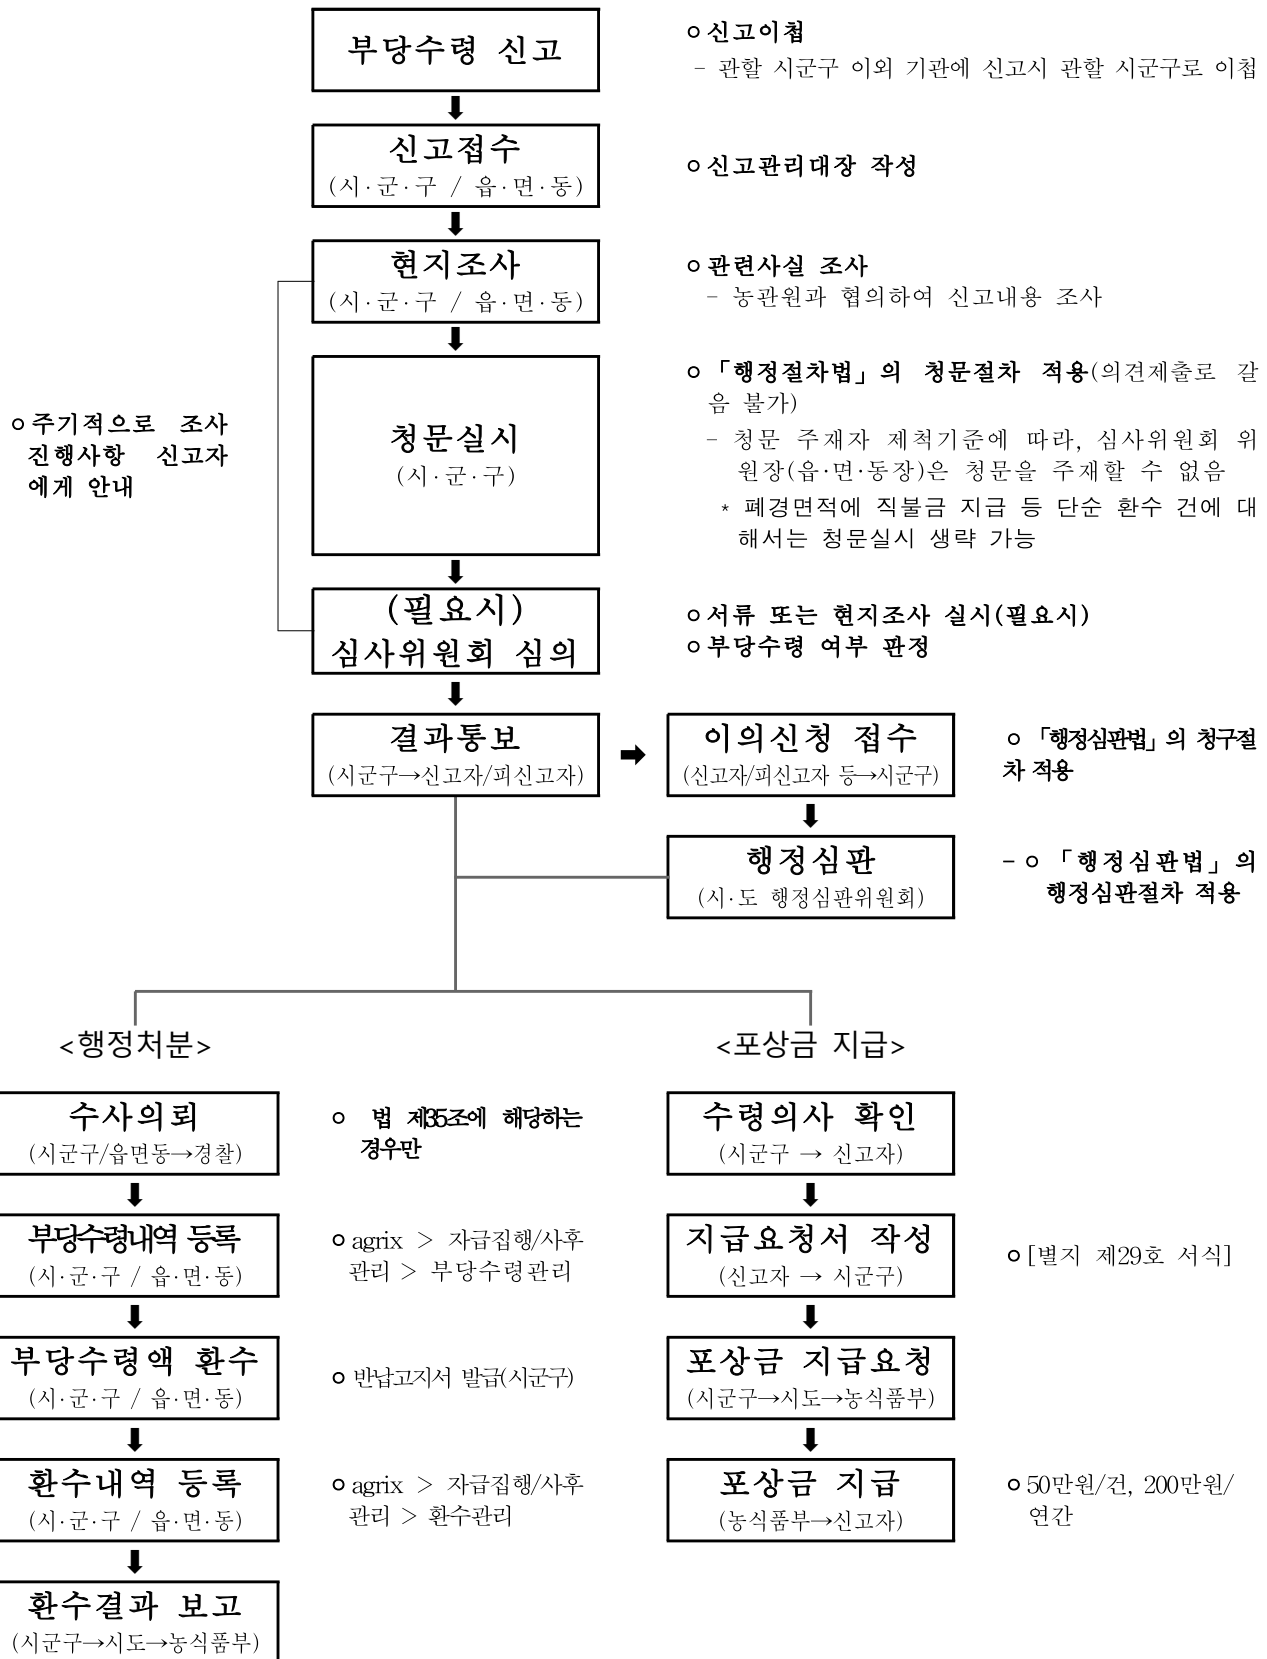 부당수령 신고
ㅇ신고이첩
- 관할 시군구 이외 기관에 신고시 관할 시군구로 이첩
신고접수
(시·군·구 / 읍·면·동)
ㅇ신고관리대장 작성
현지조사
(시·군·구 / 읍·면·동)
ㅇ관련사실 조사
- 농관원과 협의하여 신고내용 조사
ㅇ주기적으로 조사
진행사항 신고자
에게 안내
청문실시
(시·군·구)
ㅇ「행정절차법」의 청문절차 적용(의견제출로 갈
음 불가)
- 청문 주재자 제척기준에 따라, 심사위원회 위
원장(읍·면·동장)은 청문을 주재할 수 없음
* 폐경면적에 직불금 지급 등 단순 환수 건에 대
해서는 청문실시 생략 가능
(필요시)
심사위원회 심의
ㅇ서류 또는 현지조사 실시(필요시)
ㅇ부당수령 여부 판정
결과통보
(시군구→신고자/피신고자)
이의신청 접수
(신고자/피신고자 등→시군구)
ㅇ 「행정심판법」의 청구절
차 적용
행정심판
(시·도 행정심판위원회)
- ㅇ 「행정심판법」의
행정심판절차 적용
<행정처분>
<포상금 지급>
수사의뢰
(시군구/읍면동→경찰)
ㅇ 법 제35조에 해당하는
경우만
수령의사 확인
(시군구 → 신고자)
부당수령내역 등록
(시·군·구 / 읍·면·동)
ㅇagrix > 자급집행/사후
관리 > 부당수령관리
지급요청서 작성
(신고자 → 시군구)
ㅇ[별지 제29호 서식]
부당수령액 환수
(시·군·구 / 읍·면·동)
ㅇ반납고지서 발급(시군구)
포상금 지급요청
(시군구→시도→농식품부)
환수내역 등록
(시·군·구 / 읍·면·동)
ㅇagrix > 자급집행/사후
관리 > 환수관리
포상금 지급
(농식품부→신고자)
ㅇ50만원/건, 200만원/
연간
환수결과 보고
(시군구→시도→농식품부)